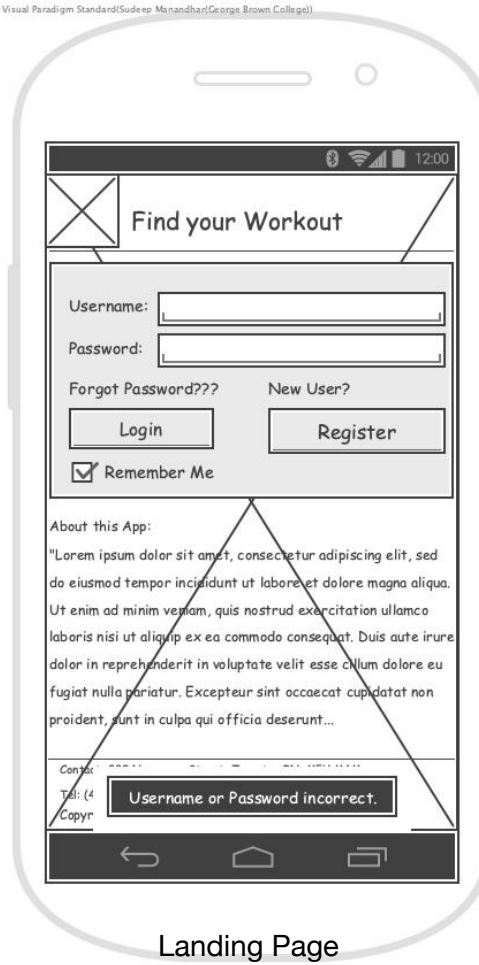 Visual Paradigm Standard(Sudeep Manandhar(George Brown College))
12:00
Find your Workout
Username:
Password:
Forgot Password??? New User?
Login Register
Remember Me
About this App:
"Lorem ipsum dolor sit amet, consectetur adipiscing elit, sed
do eiusmod tempor incididunt ut labore et dolore magna aliqua.
Ut enim ad minim veniam, quis nostrud exercitation ullamco
laboris nisi ut aliquip ex ea commodo consequat. Duis aute irure
dolor in reprehenderit in voluptate velit esse cillum dolore eu
fugiat nulla pariatur. Excepteur sint occaecat cupidatat non
proident, sunt in culpa qui officia deserunt...
Tel: (4
Copyr
Username or Password incorrect.
Landing Page